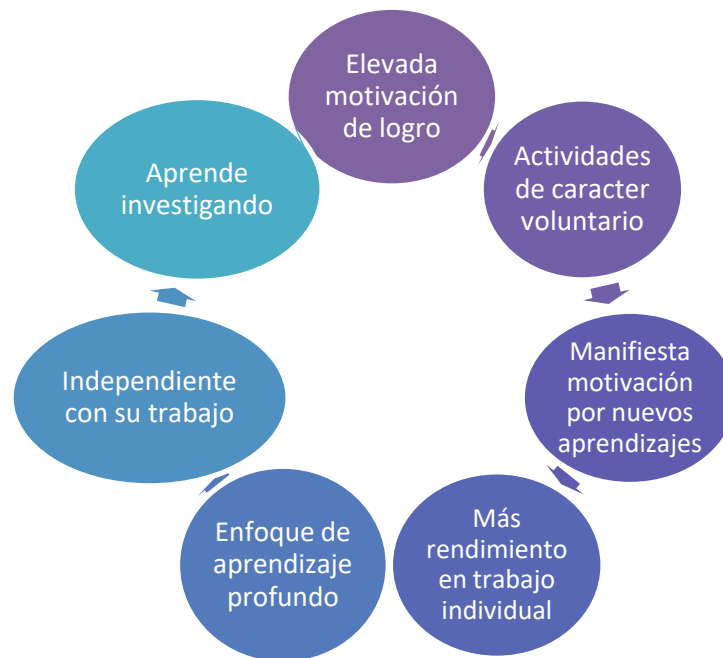 Elevada
motivación
de logro
Actividades
de caracter
voluntario
Manifiesta
motivación
por nuevos
aprendizajes
Más
rendimiento
en trabajo
individual
Enfoque de
aprendizaje
profundo
Independiente
con su trabajo
Aprende
investigando